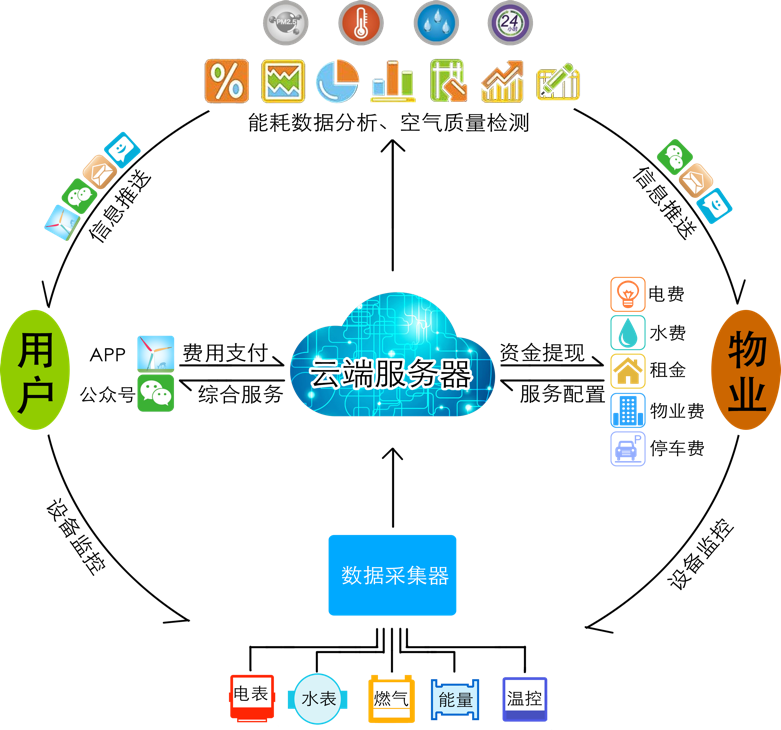 PM2.5
24
小时
能耗数据分析、空气质量检测
信息推送
信息推送
用户
APP
公众号
费用支付
综合服务
云端服务器
资金提现
服务配置
电费
水费
租金
物业费
P
停车费
物业
设备监控
设备监控
数据采集器
电表
水表
燃气
能量
温控